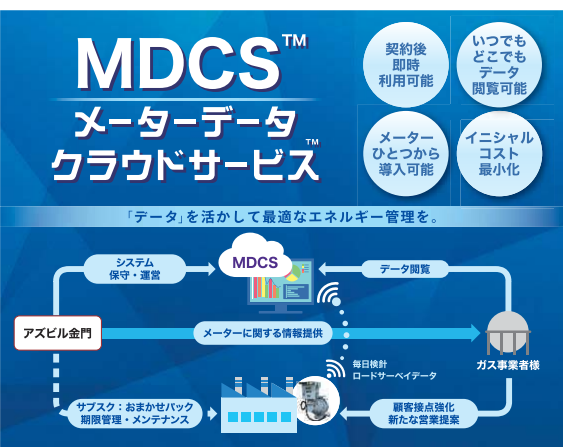 MDCS™
メーターデータ
クラウドサービス™
契約後
即時
利用可能
いつでも
どこでも
データ
閲覧可能
メーター
ひとつから
導入可能
イニシャル
コスト
最小化
「データ」を活かして最適なエネルギー管理を。
システム
保守・運営
MDCS
データ閲覧
アズビル金門
メーターに関する情報提供
ガス事業者様
毎日検針
ロードサーベイデータ
サブスク：おまかせパック
期限管理・メンテナンス
顧客接点強化
新たな営業提案